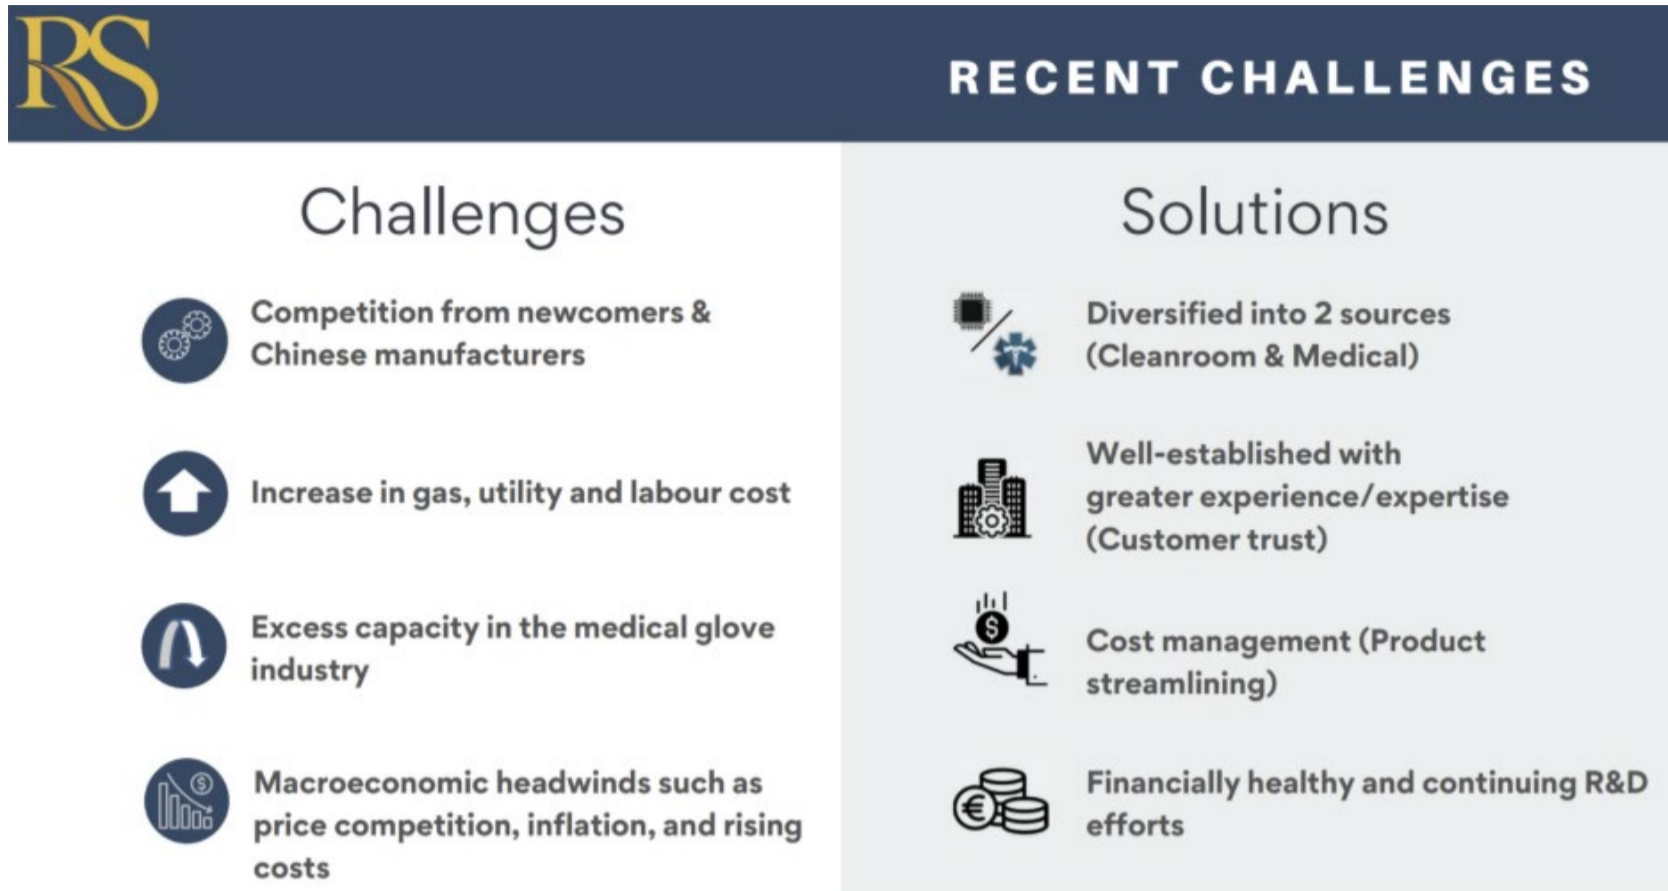 RS
RECENT CHALLENGES
Challenges
Competition from newcomers &
Chinese manufacturers
Increase in gas, utility and labour cost
Excess capacity in the medical glove
industry
Macroeconomic headwinds such as
price competition, inflation, and rising
costs
Solutions
Diversified into 2 sources
(Cleanroom & Medical)
Well-established with
greater experience/expertise
(Customer trust)
Cost management (Product
streamlining)
Financially healthy and continuing R&D
efforts